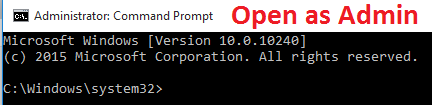 Administrator: Command Prompt Open as Admin
Microsoft Windows [Version 10.0.10240]
(c) 2015 Microsoft Corporation. All rights reserved.
C:\Windows\system32>